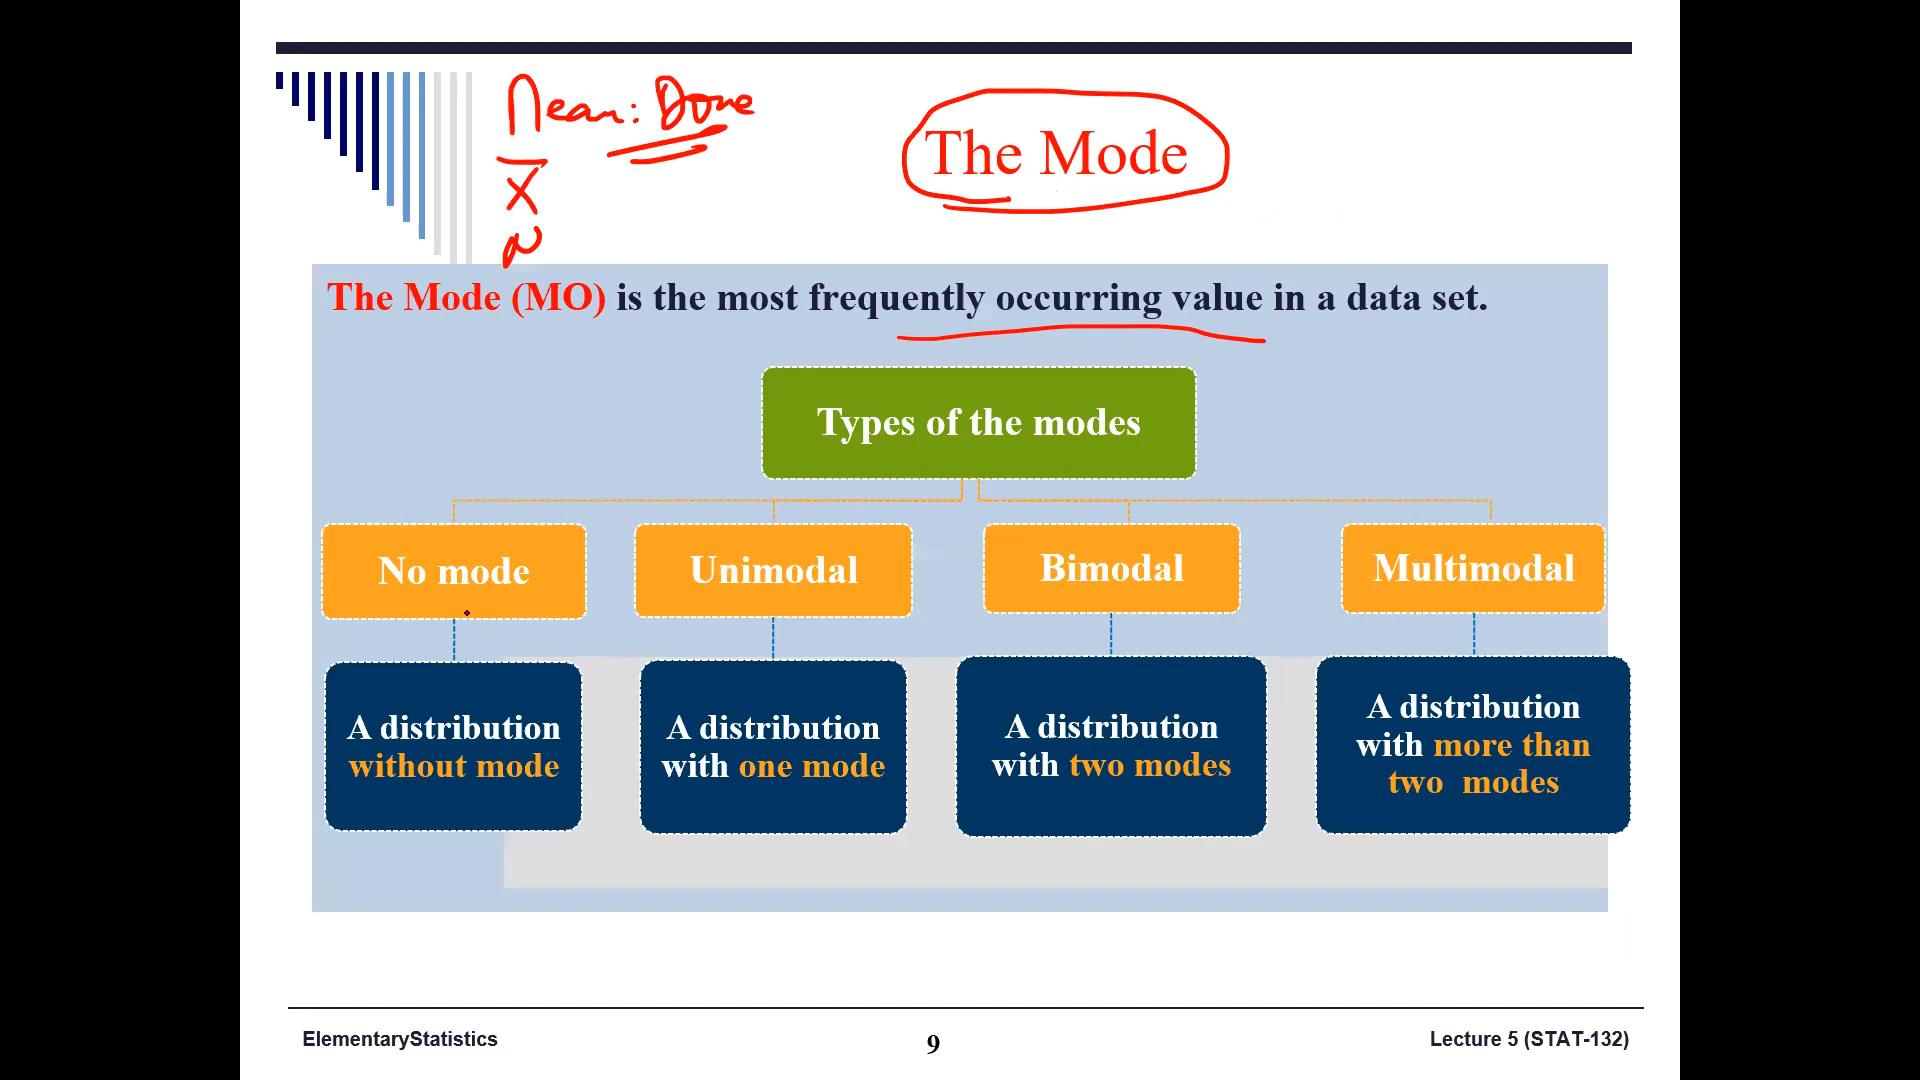 Mean: Done
x̄
The Mode
The Mode (MO) is the most frequently occurring value in a data set.
Types of the modes
No mode
Unimodal
Bimodal
Multimodal
A distribution
without mode
A distribution
with one mode
A distribution
with two modes
A distribution
with more than
two modes
ElementaryStatistics
9
Lecture 5 (STAT-132)